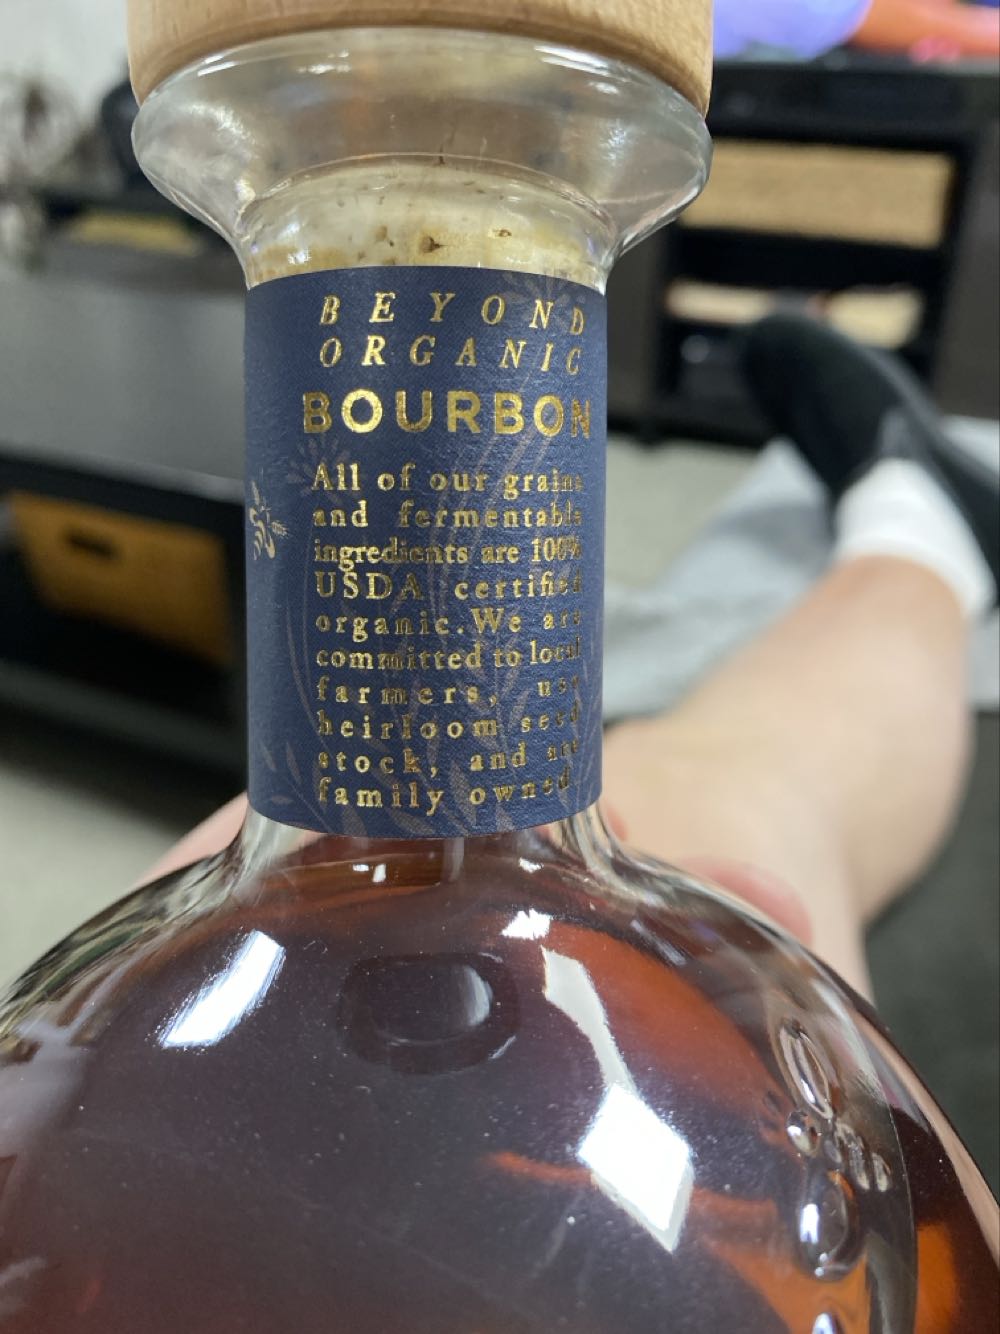 BEYOND
ORGANIC
BOURBON
All of our grains
and fermentable
ingredients are 100%
USDA certified
organic. We are
committed to local
farmers, use
heirloom seed
stock, and are
family owned.